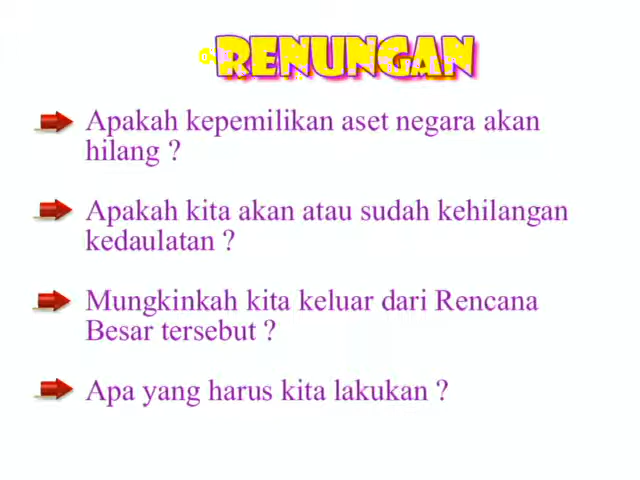 RENUNGAN
Apakah kepemilikan aset negara akan
hilang ?
Apakah kita akan atau sudah kehilangan
kedaulatan ?
Mungkinkah kita keluar dari Rencana
Besar tersebut ?
Apa yang harus kita lakukan ?